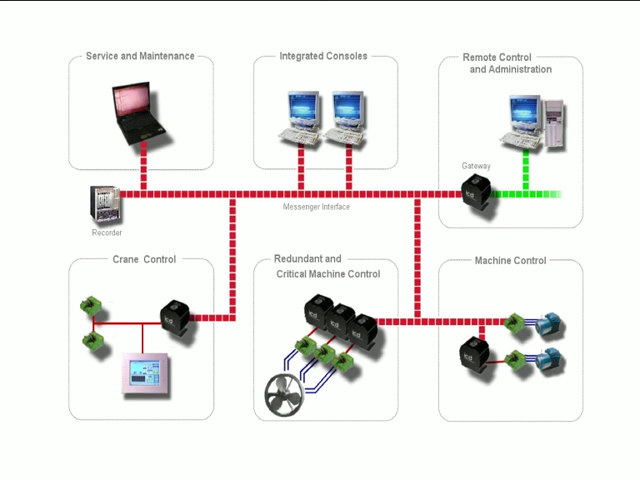 Service and Maintenance
Integrated Consoles
Remote Control
and Administration
Gateway
Messenger Interface
Recorder
Crane Control
Redundant and
Critical Machine Control
Machine Control